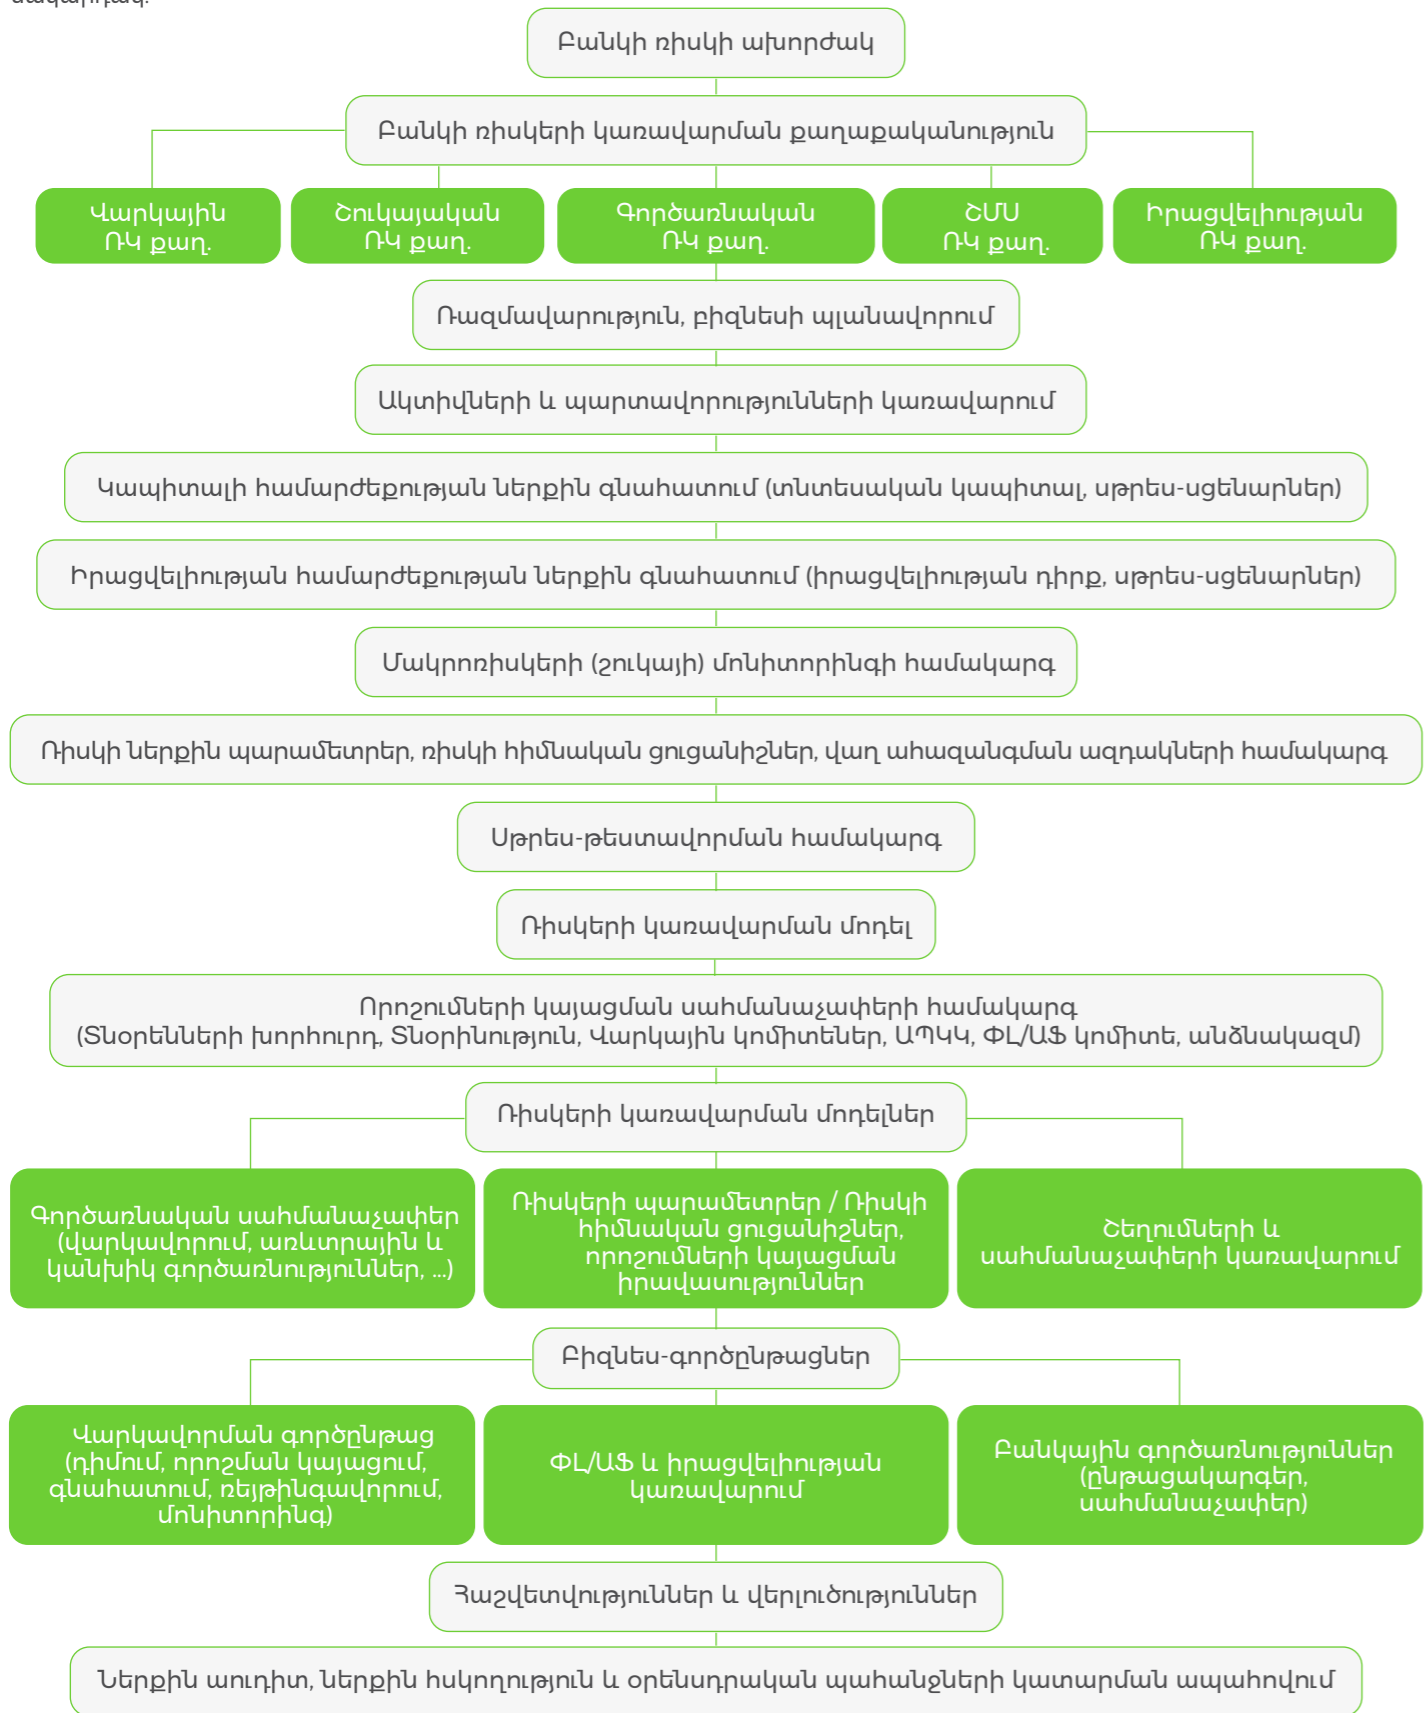 Բանկի ռիսկի ախորժակ
Բանկի ռիսկերի կառավարման քաղաքականություն
Վարկային
ՌԿ քաղ.
Շուկայական
ՌԿ քաղ.
Գործառնական
ՌԿ քաղ.
ՇՄՍ
ՌԿ քաղ.
Իրացվելիության
ՌԿ քաղ.
Ռազմավարություն, բիզնեսի պլանավորում
Ակտիվների և պարտավորությունների կառավարում
Կապիտալի համարժեքության ներքին գնահատում (տնտեսական կապիտալ, սթրես-սցենարներ)
Իրացվելիության համարժեքության ներքին գնահատում (իրացվելիության դիրք, սթրես-սցենարներ)
Մակրոռիսկերի (շուկայի) մոնիտորինգի համակարգ
Ռիսկի ներքին պարամետրեր, ռիսկի հիմնական ցուցանիշներ, վաղ ահազանգման ազդակների համակարգ
Սթրես-թեստավորման համակարգ
Ռիսկերի կառավարման մոդել
Որոշումների կայացման սահմանաչափերի համակարգ
(Տնօրենների խորհուրդ, Տնօրինություն, Վարկային կոմիտեներ, ԱՊԿԿ, ՓԼ/ԱՖ կոմիտե, անձնակազմ)
Ռիսկերի կառավարման մոդելներ
Գործառնական սահմանաչափեր
(վարկավորում, առևտրային և
կանխիկ գործառնություններ, ...)
Ռիսկերի պարամետրեր / Ռիսկի
հիմնական ցուցանիշներ,
որոշումների կայացման
իրավասություններ
Շեղումների և
սահմանաչափերի կառավարում
Բիզնես-գործընթացներ
Վարկավորման գործընթաց
(դիմում, որոշման կայացում,
գնահատում, ռեյթինգավորում,
մոնիտորինգ)
ՓԼ/ԱՖ և իրացվելիության
կառավարում
Բանկային գործառնություններ
(ընթացակարգեր,
սահմանաչափեր)
Հաշվետվություններ և վերլուծություններ
Ներքին աուդիտ, ներքին հսկողություն և օրենսդրական պահանջների կատարման ապահովում